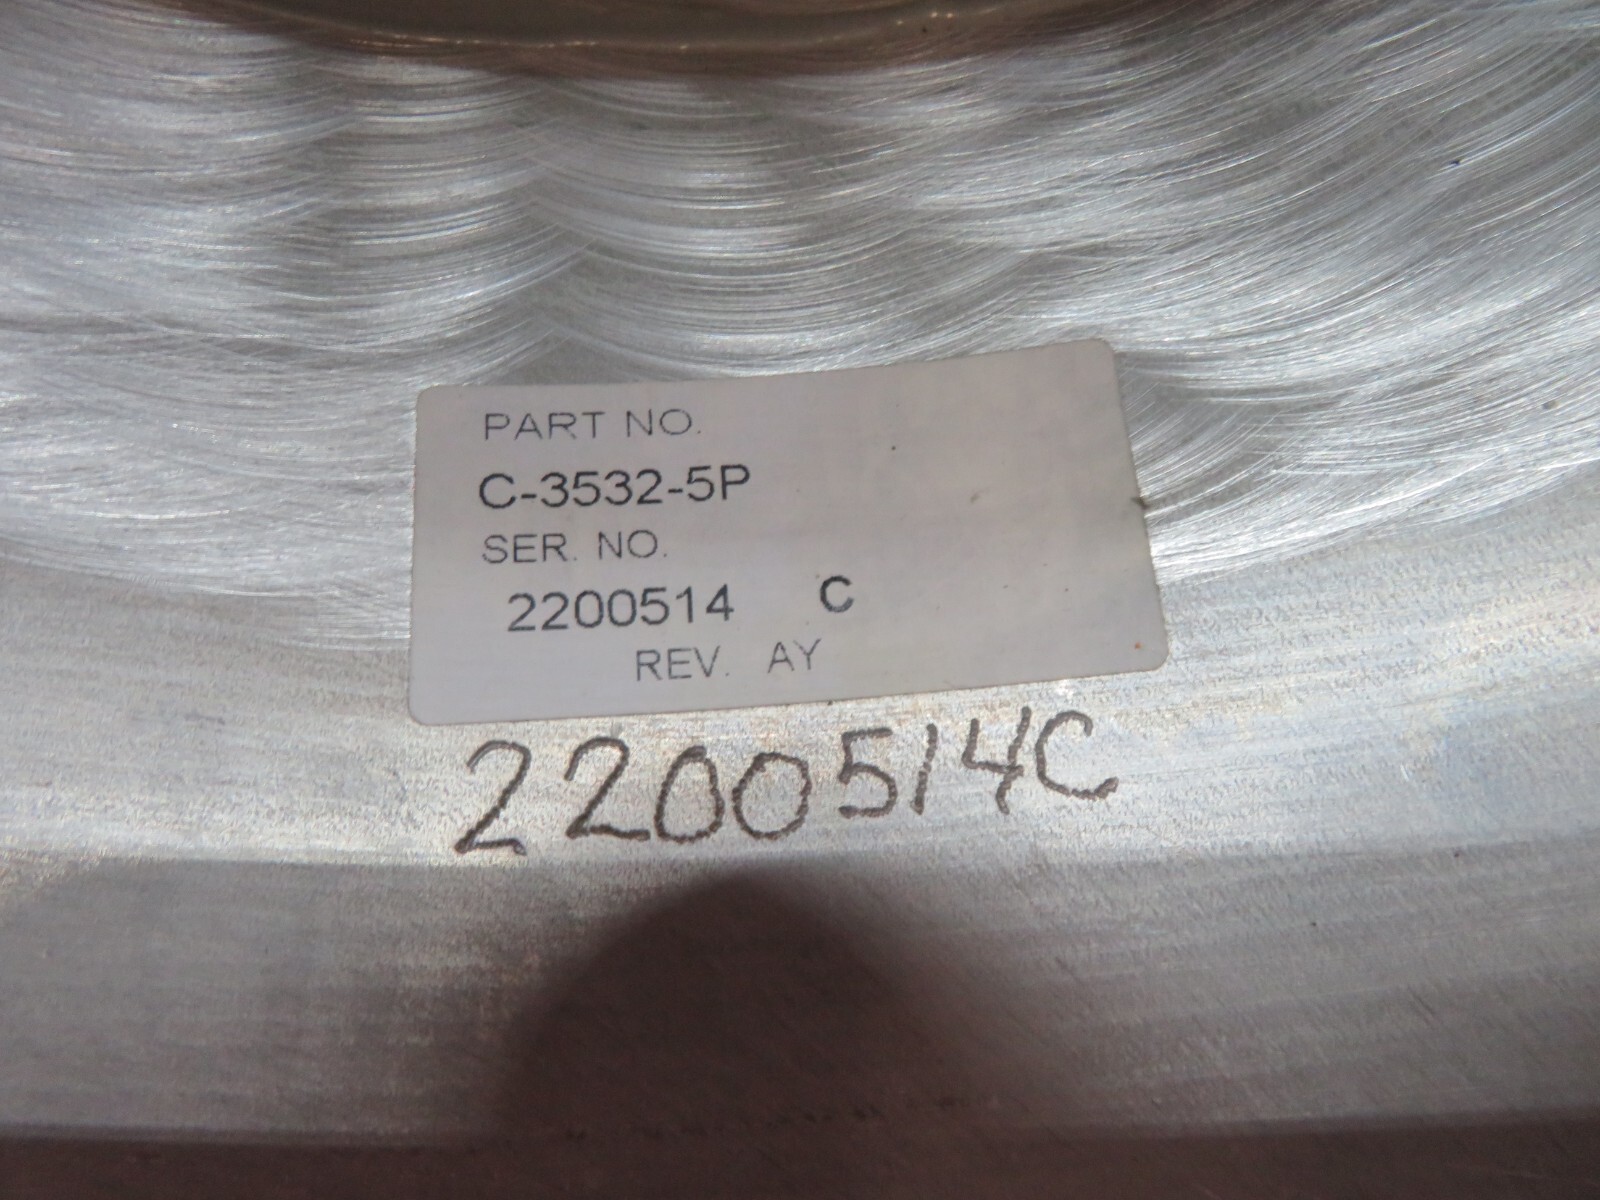 PART NO.
C-3532-5P
SER. NO.
2200514 C
REV. AY
2200514C